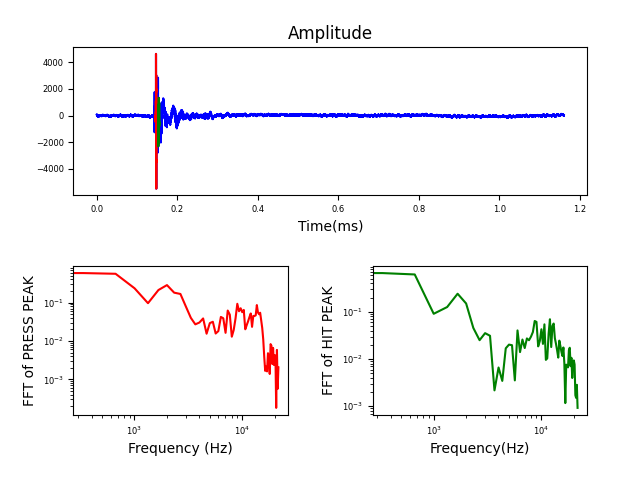 Amplitude
4000
2000
0
−2000
−4000
0.0 0.2 0.4 0.6 0.8 1.0 1.2
Time(ms)
FFT of PRESS PEAK
10⁻¹
10⁻²
10⁻³
10³ 10⁴
Frequency (Hz)
FFT of HIT PEAK
10⁻¹
10⁻²
10⁻³
10³ 10⁴
Frequency(Hz)